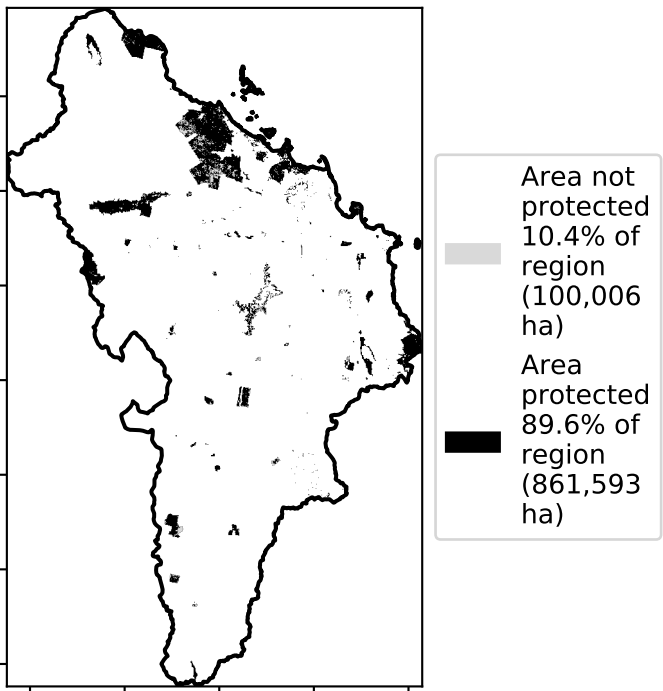 Area not
protected
10.4% of
region
(100,006
ha)
Area
protected
89.6% of
region
(861,593
ha)